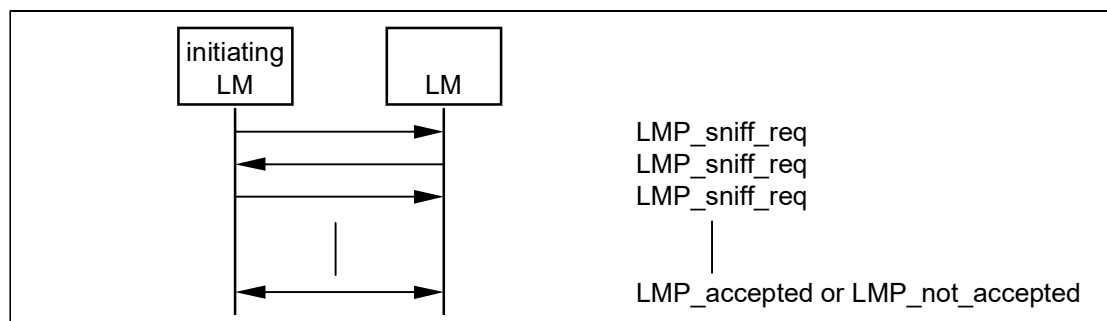 initiating
LM
LM
LMP_sniff_req
LMP_sniff_req
LMP_sniff_req
LMP_accepted or LMP_not_accepted